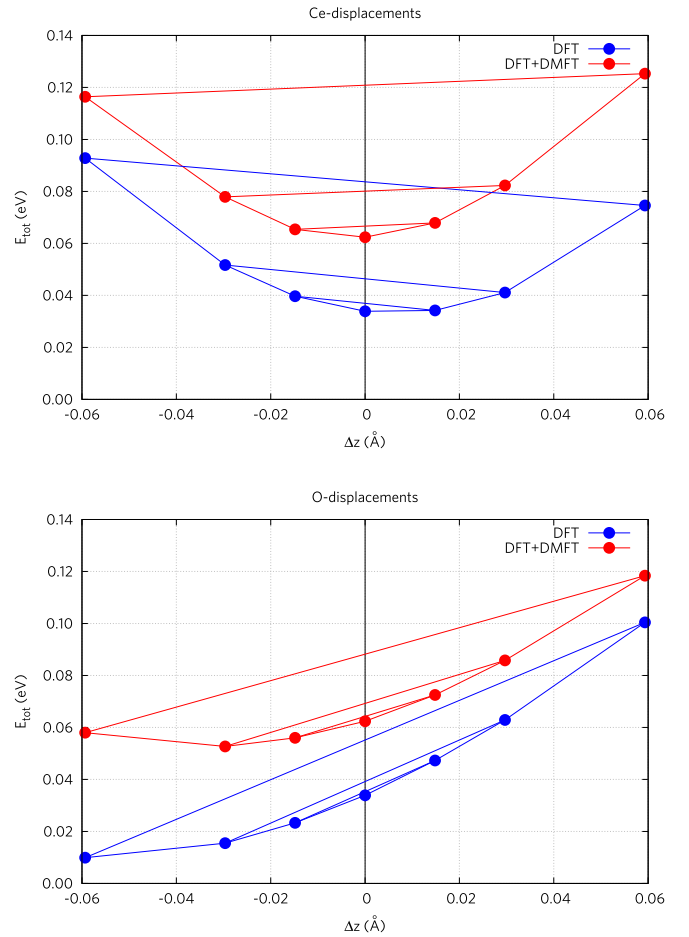 Ce-displacements
0.14
0.12
0.10
0.08
0.06
0.04
0.02
0.00
E_tot (eV)
DFT
DFT+DMFT
-0.06 -0.04 -0.02 0 0.02 0.04 0.06
Δz (Å)
O-displacements
0.14
0.12
0.10
0.08
0.06
0.04
0.02
0.00
E_tot (eV)
DFT
DFT+DMFT
-0.06 -0.04 -0.02 0 0.02 0.04 0.06
Δz (Å)